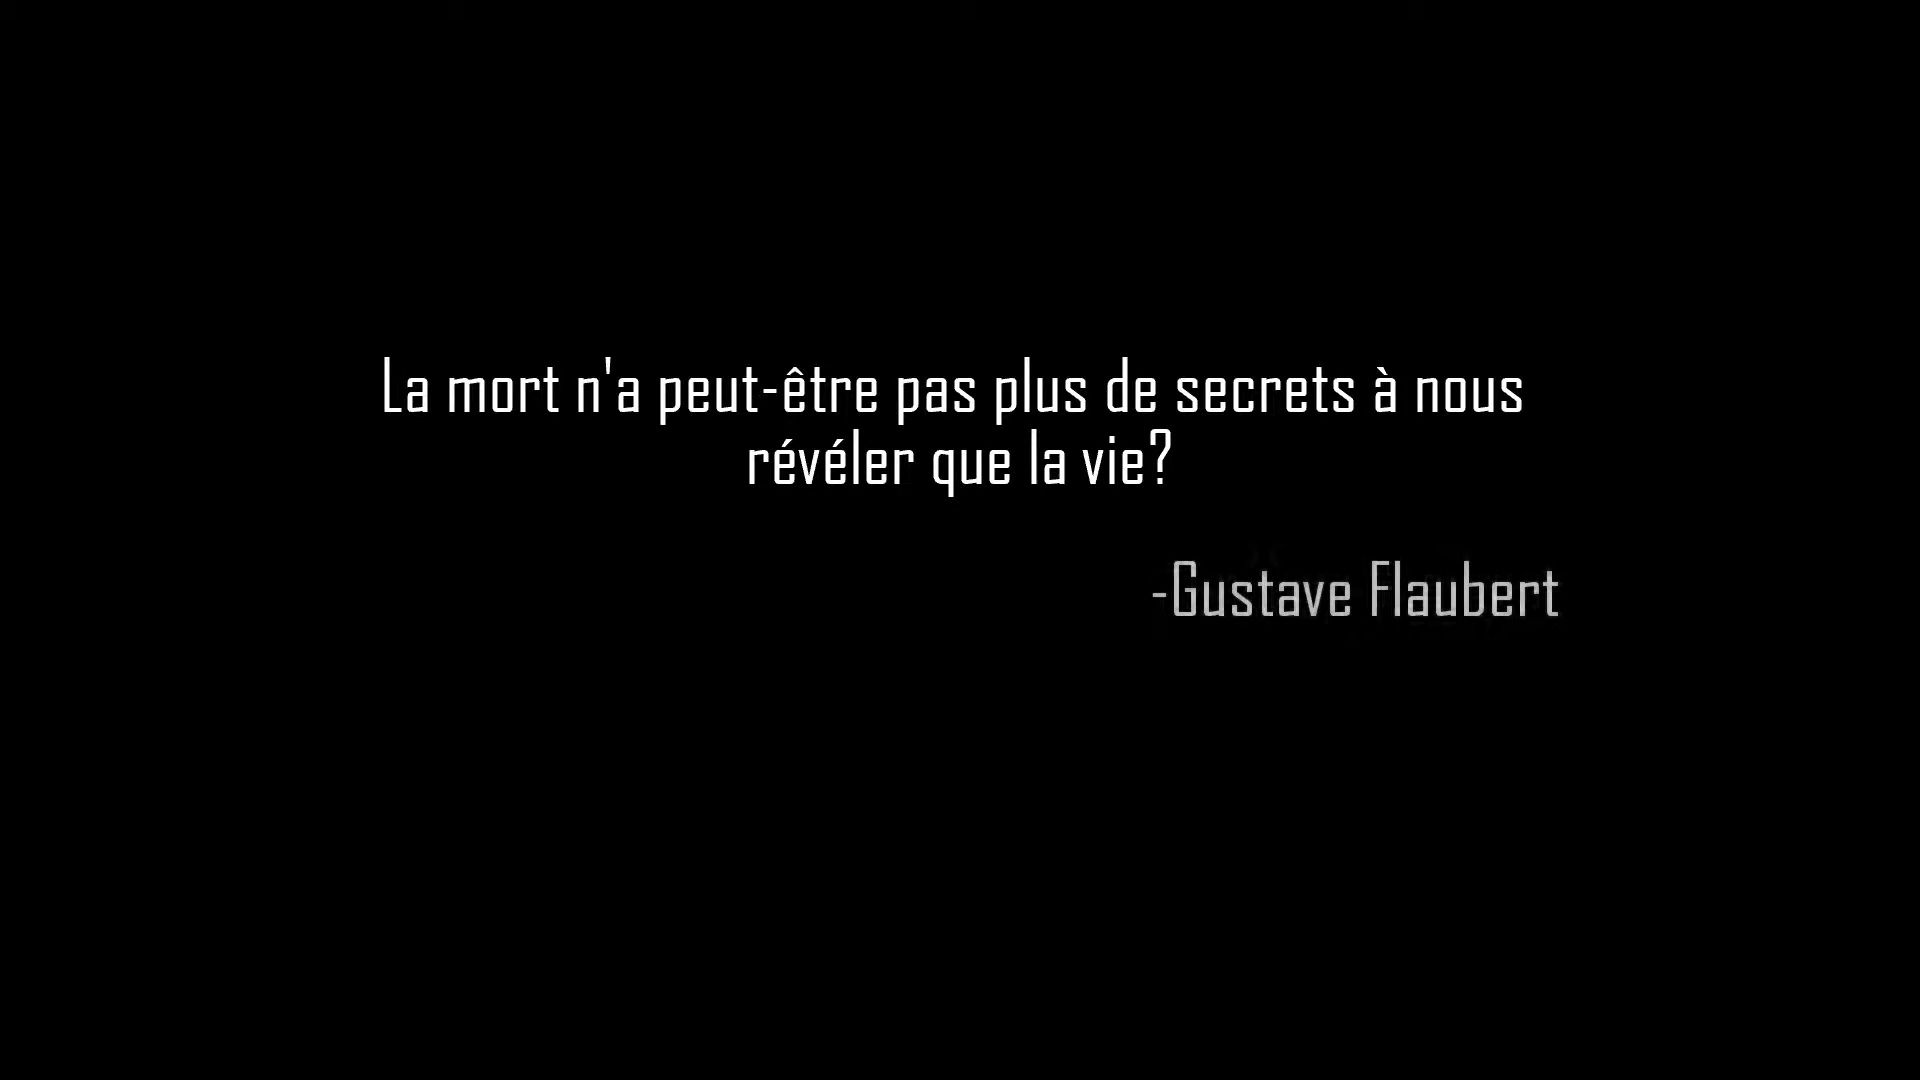 La mort n'a peut-être pas plus de secrets à nous
révéler que la vie?
-Gustave Flaubert